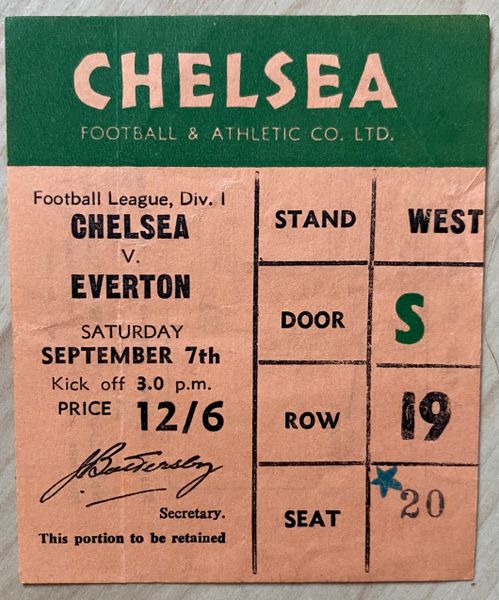 CHELSEA
FOOTBALL & ATHLETIC CO. LTD.
Football League, Div. I
CHELSEA
V.
EVERTON
SATURDAY
SEPTEMBER 7th
Kick off 3.0 p.m.
PRICE 12/6
J. Battersby
Secretary.
This portion to be retained
STAND WEST
DOOR S
ROW 19
SEAT 20